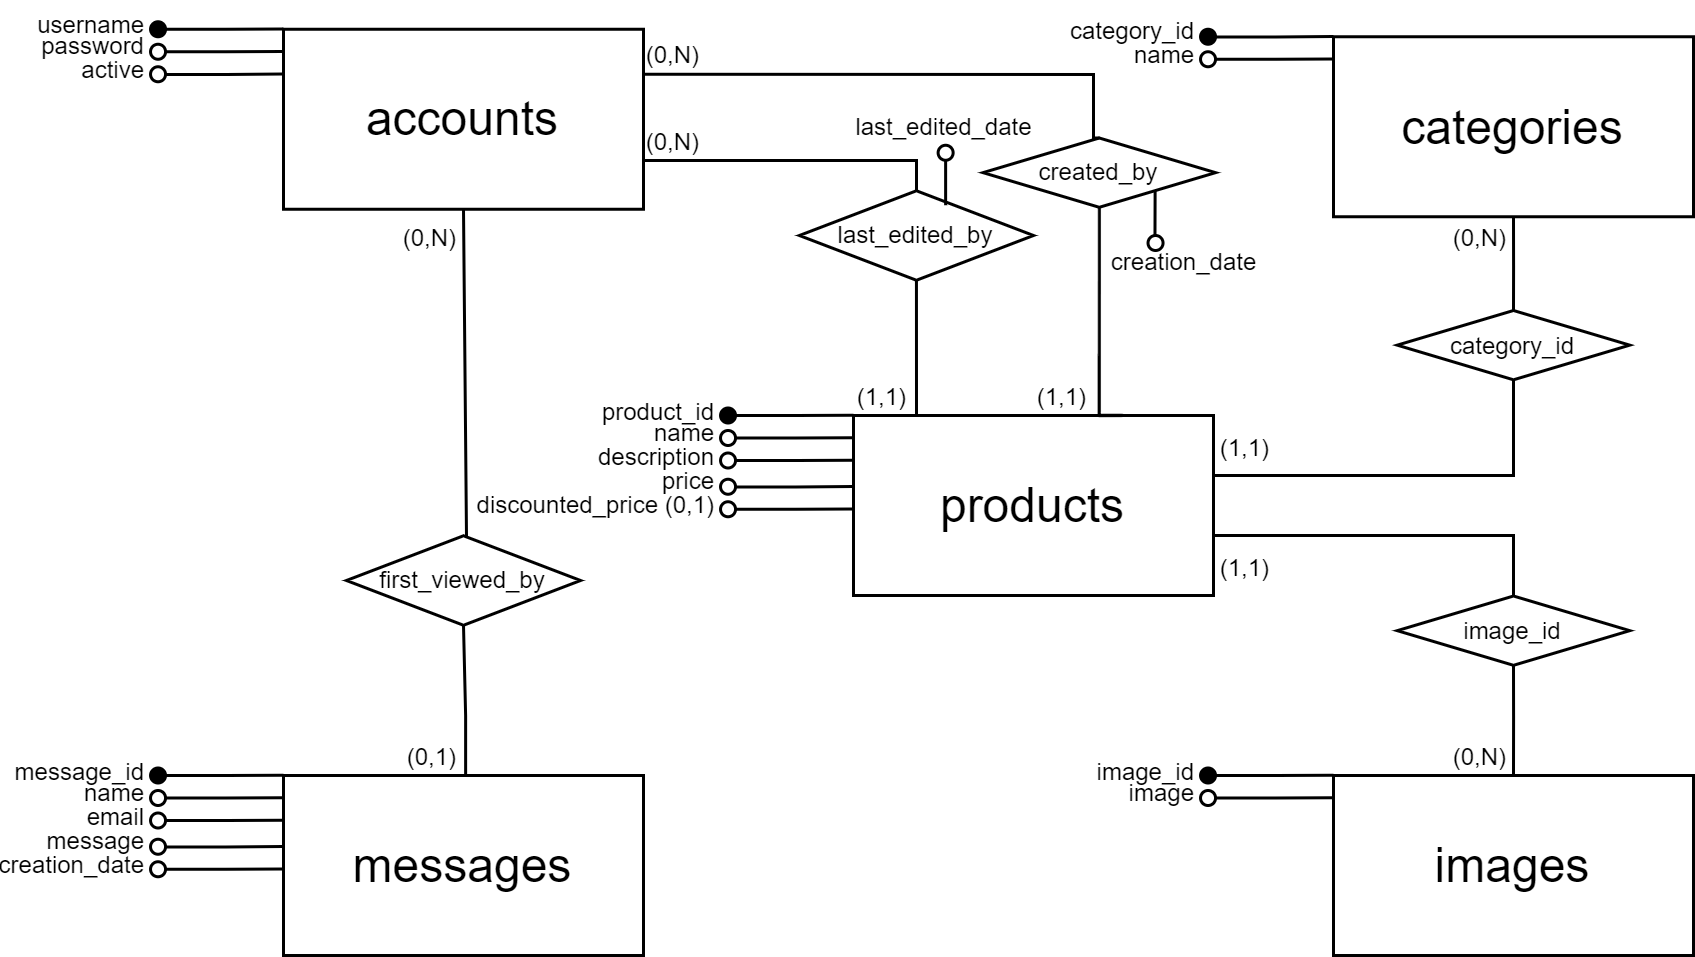 username
password
active
accounts
(0,N)
(0,N)
(0,N)
last_edited_date
last_edited_by
created_by
creation_date
category_id
name
categories
(0,N)
category_id
(1,1)
(1,1)
(1,1)
product_id
name
description
price
discounted_price (0,1)
products
(1,1)
image_id
(0,N)
first_viewed_by
(0,1)
message_id
name
email
message
creation_date
messages
image_id
image
images